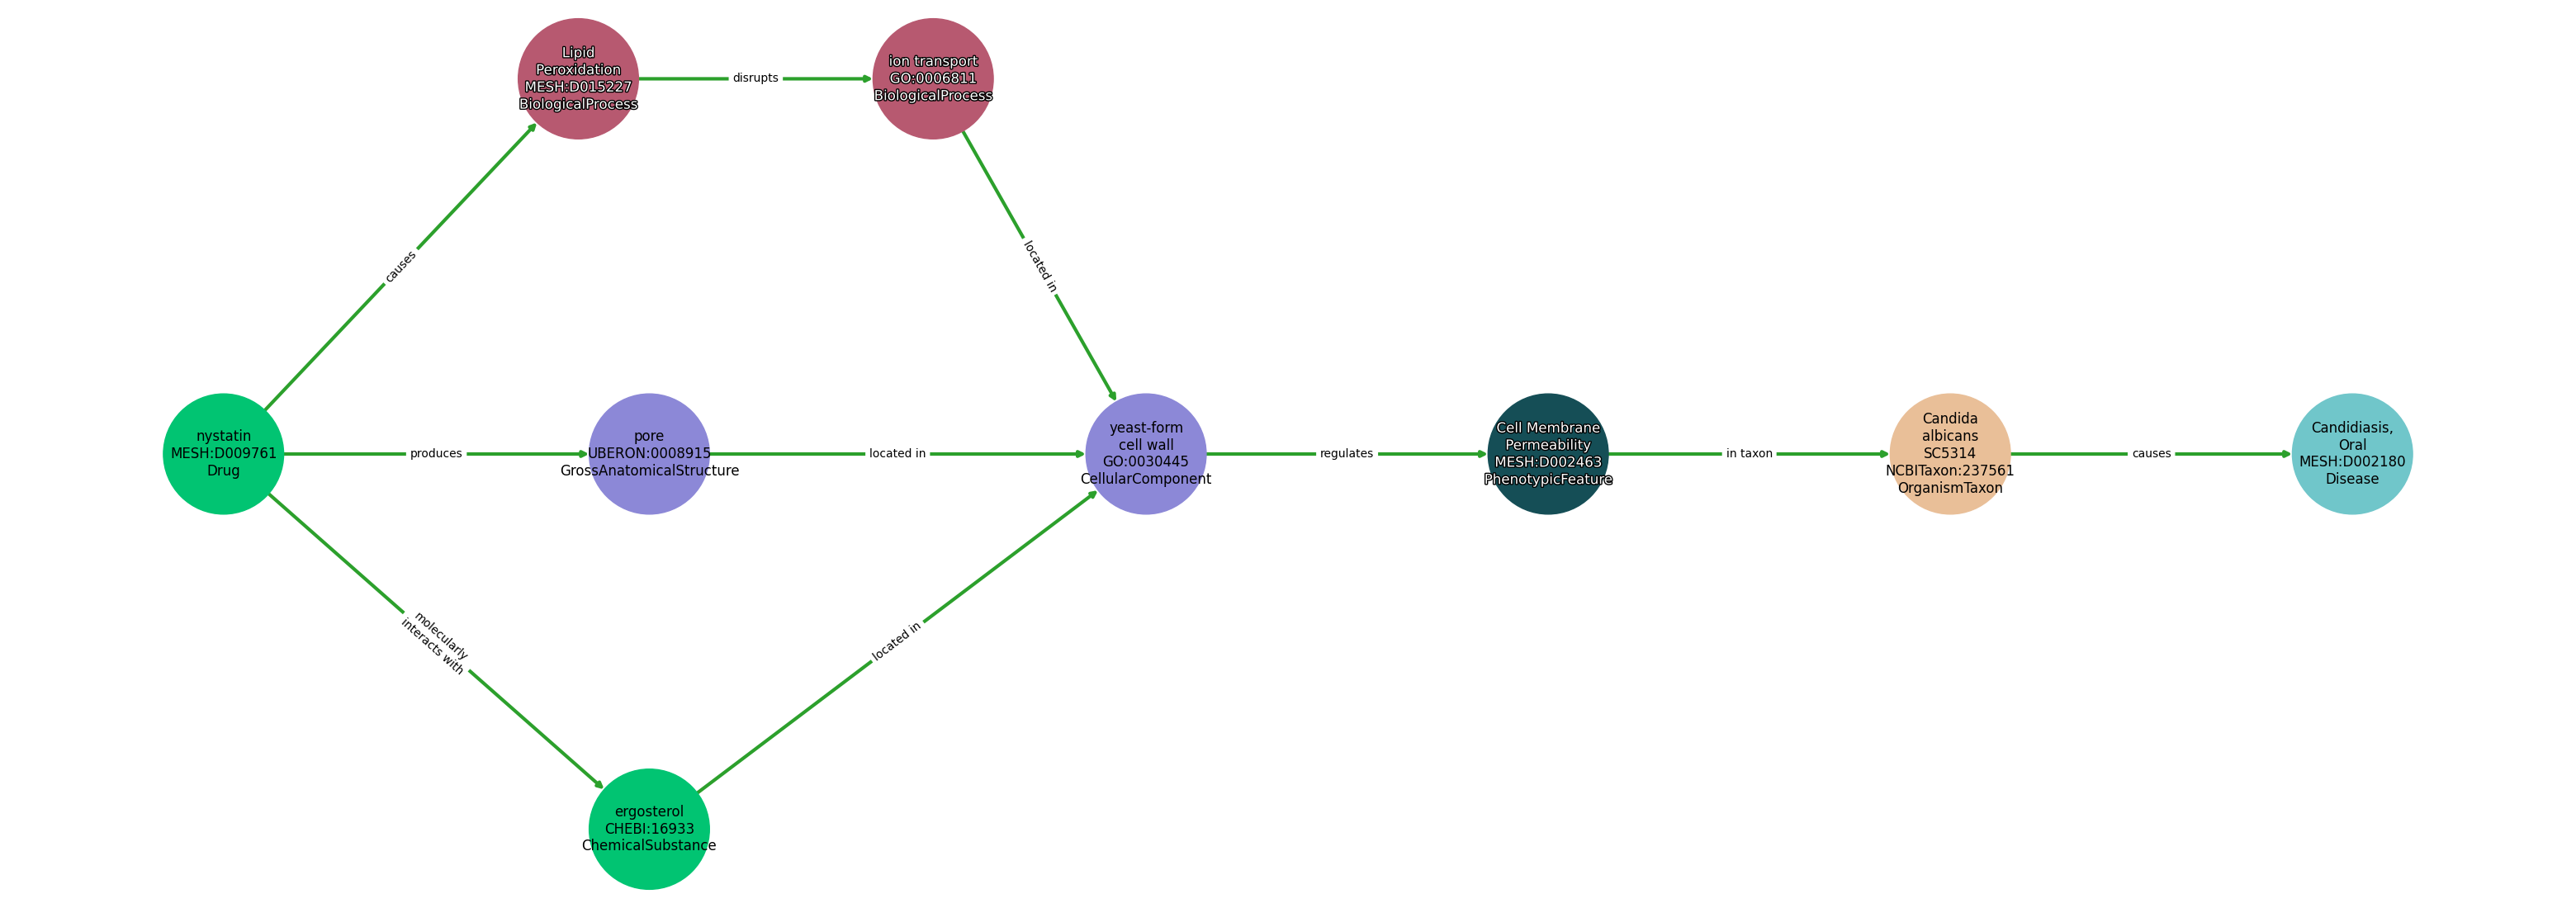 Lipid
Peroxidation
MESH:D015227
BiologicalProcess
disrupts
ion transport
GO:0006811
BiologicalProcess
causes
located in
nystatin
MESH:D009761
Drug
produces
pore
UBERON:0008915
GrossAnatomicalStructure
located in
yeast-form
cell wall
GO:0030445
CellularComponent
regulates
Cell Membrane
Permeability
MESH:D002463
PhenotypicFeature
in taxon
Candida
albicans
SC5314
NCBITaxon:237561
OrganismTaxon
causes
Candidiasis,
Oral
MESH:D002180
Disease
molecularly
interacts with
located in
ergosterol
CHEBI:16933
ChemicalSubstance